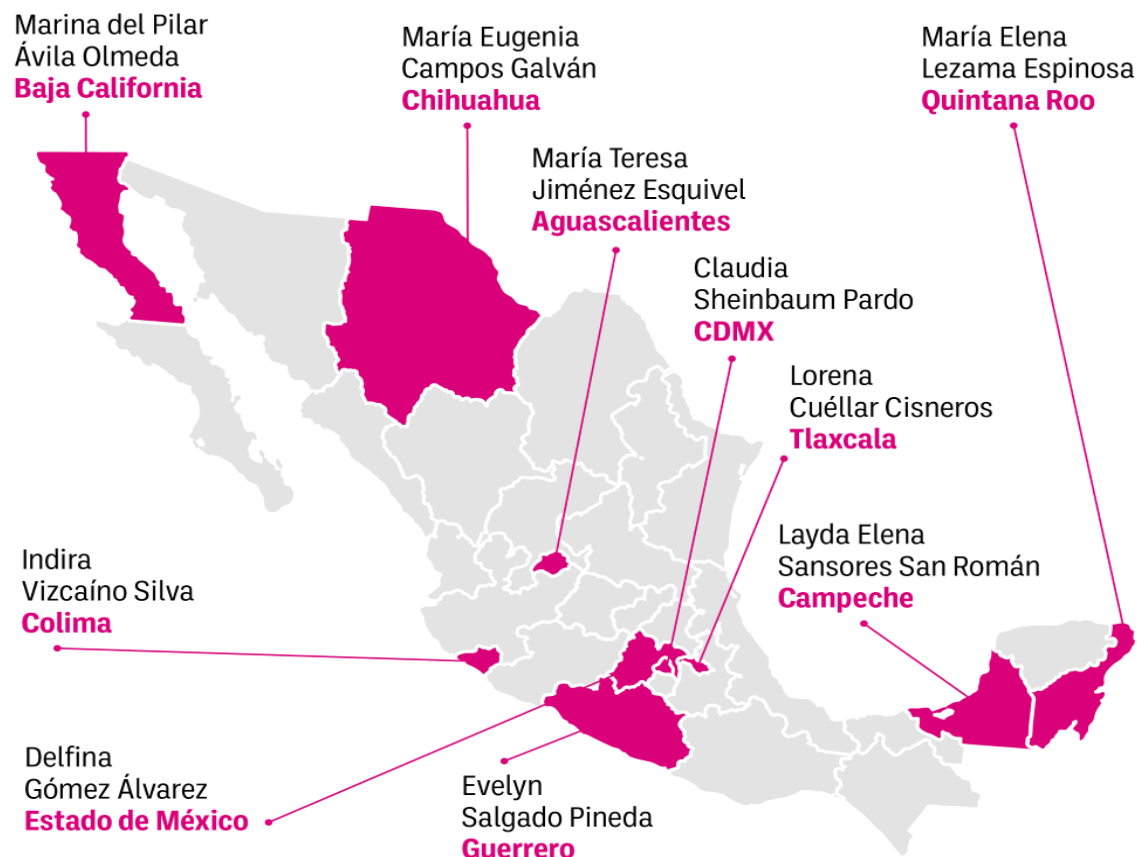 Marina del Pilar
Ávila Olmeda
Baja California
María Eugenia
Campos Galván
Chihuahua
María Elena
Lezama Espinosa
Quintana Roo
María Teresa
Jiménez Esquivel
Aguascalientes
Claudia
Sheinbaum Pardo
CDMX
Lorena
Cuéllar Cisneros
Tlaxcala
Indira
Vizcaíno Silva
Colima
Layda Elena
Sansores San Román
Campeche
Delfina
Gómez Álvarez
Estado de México
Evelyn
Salgado Pineda
Guerrero